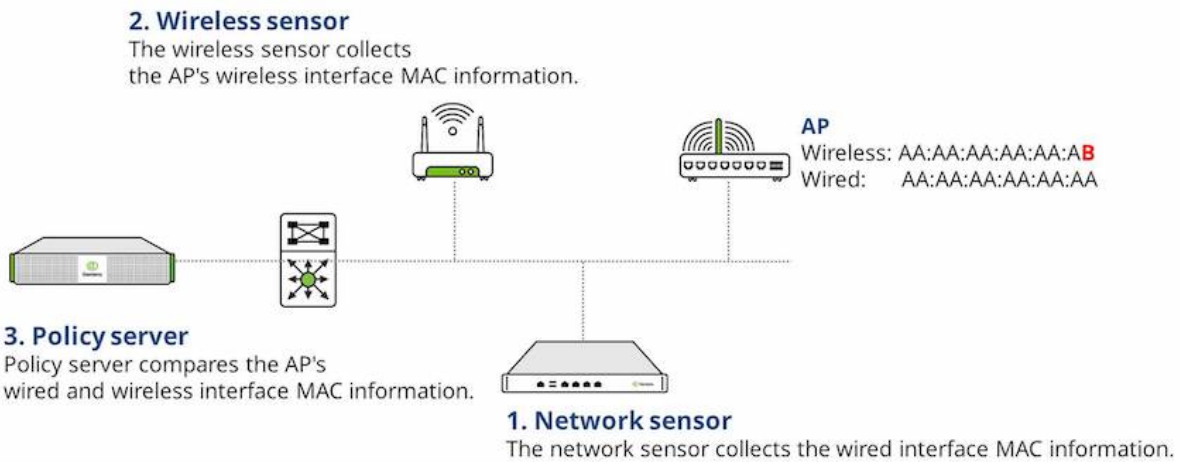 2. Wireless sensor
The wireless sensor collects
the AP's wireless interface MAC information.
AP
Wireless: AA:AA:AA:AA:AA:AB
Wired: AA:AA:AA:AA:AA:AA
3. Policy server
Policy server compares the AP's
wired and wireless interface MAC information.
1. Network sensor
The network sensor collects the wired interface MAC information.